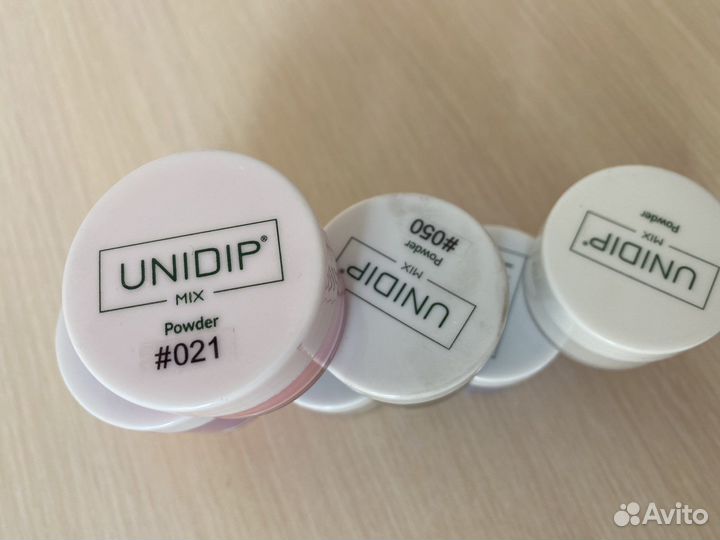 UNIDIP®
MIX
Powder
#021
UNIDIP®
MIX
Powder
#050
UNIDIP®
MIX
Powder
Avito